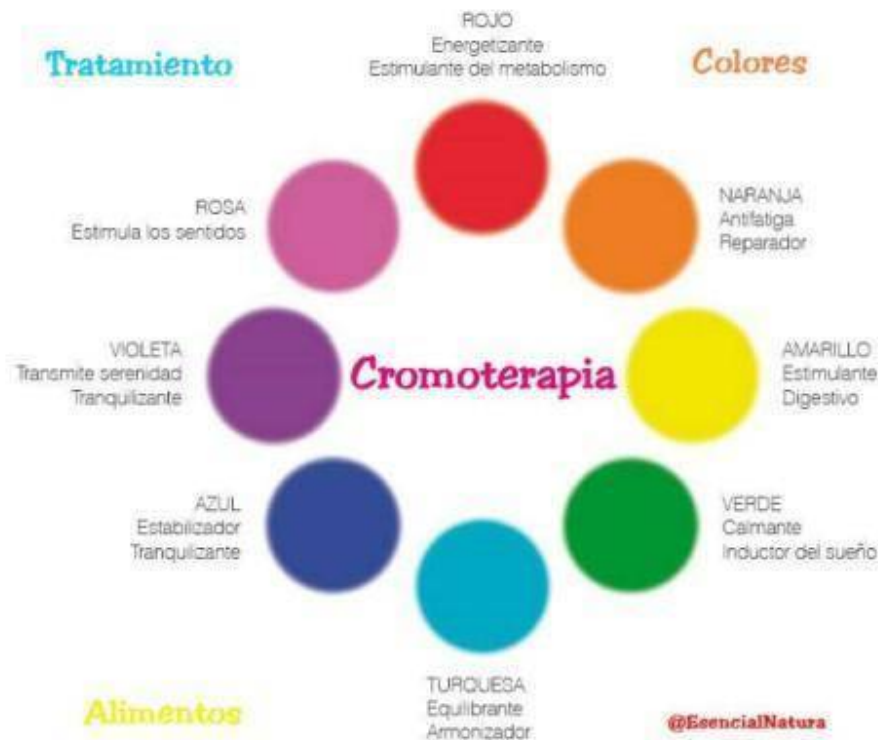 Tratamiento
ROJO
Energetizante
Estimulante del metabolismo
Colores
ROSA
Estimula los sentidos
NARANJA
Antifatiga
Reparador
VIOLETA
Transmite serenidad
Tranquilizante
Cromoterapia
AMARILLO
Estimulante
Digestivo
AZUL
Estabilizador
Tranquilizante
VERDE
Calmante
Inductor del sueño
TURQUESA
Equilibrante
Armonizador
Alimentos
@EsencialNatura